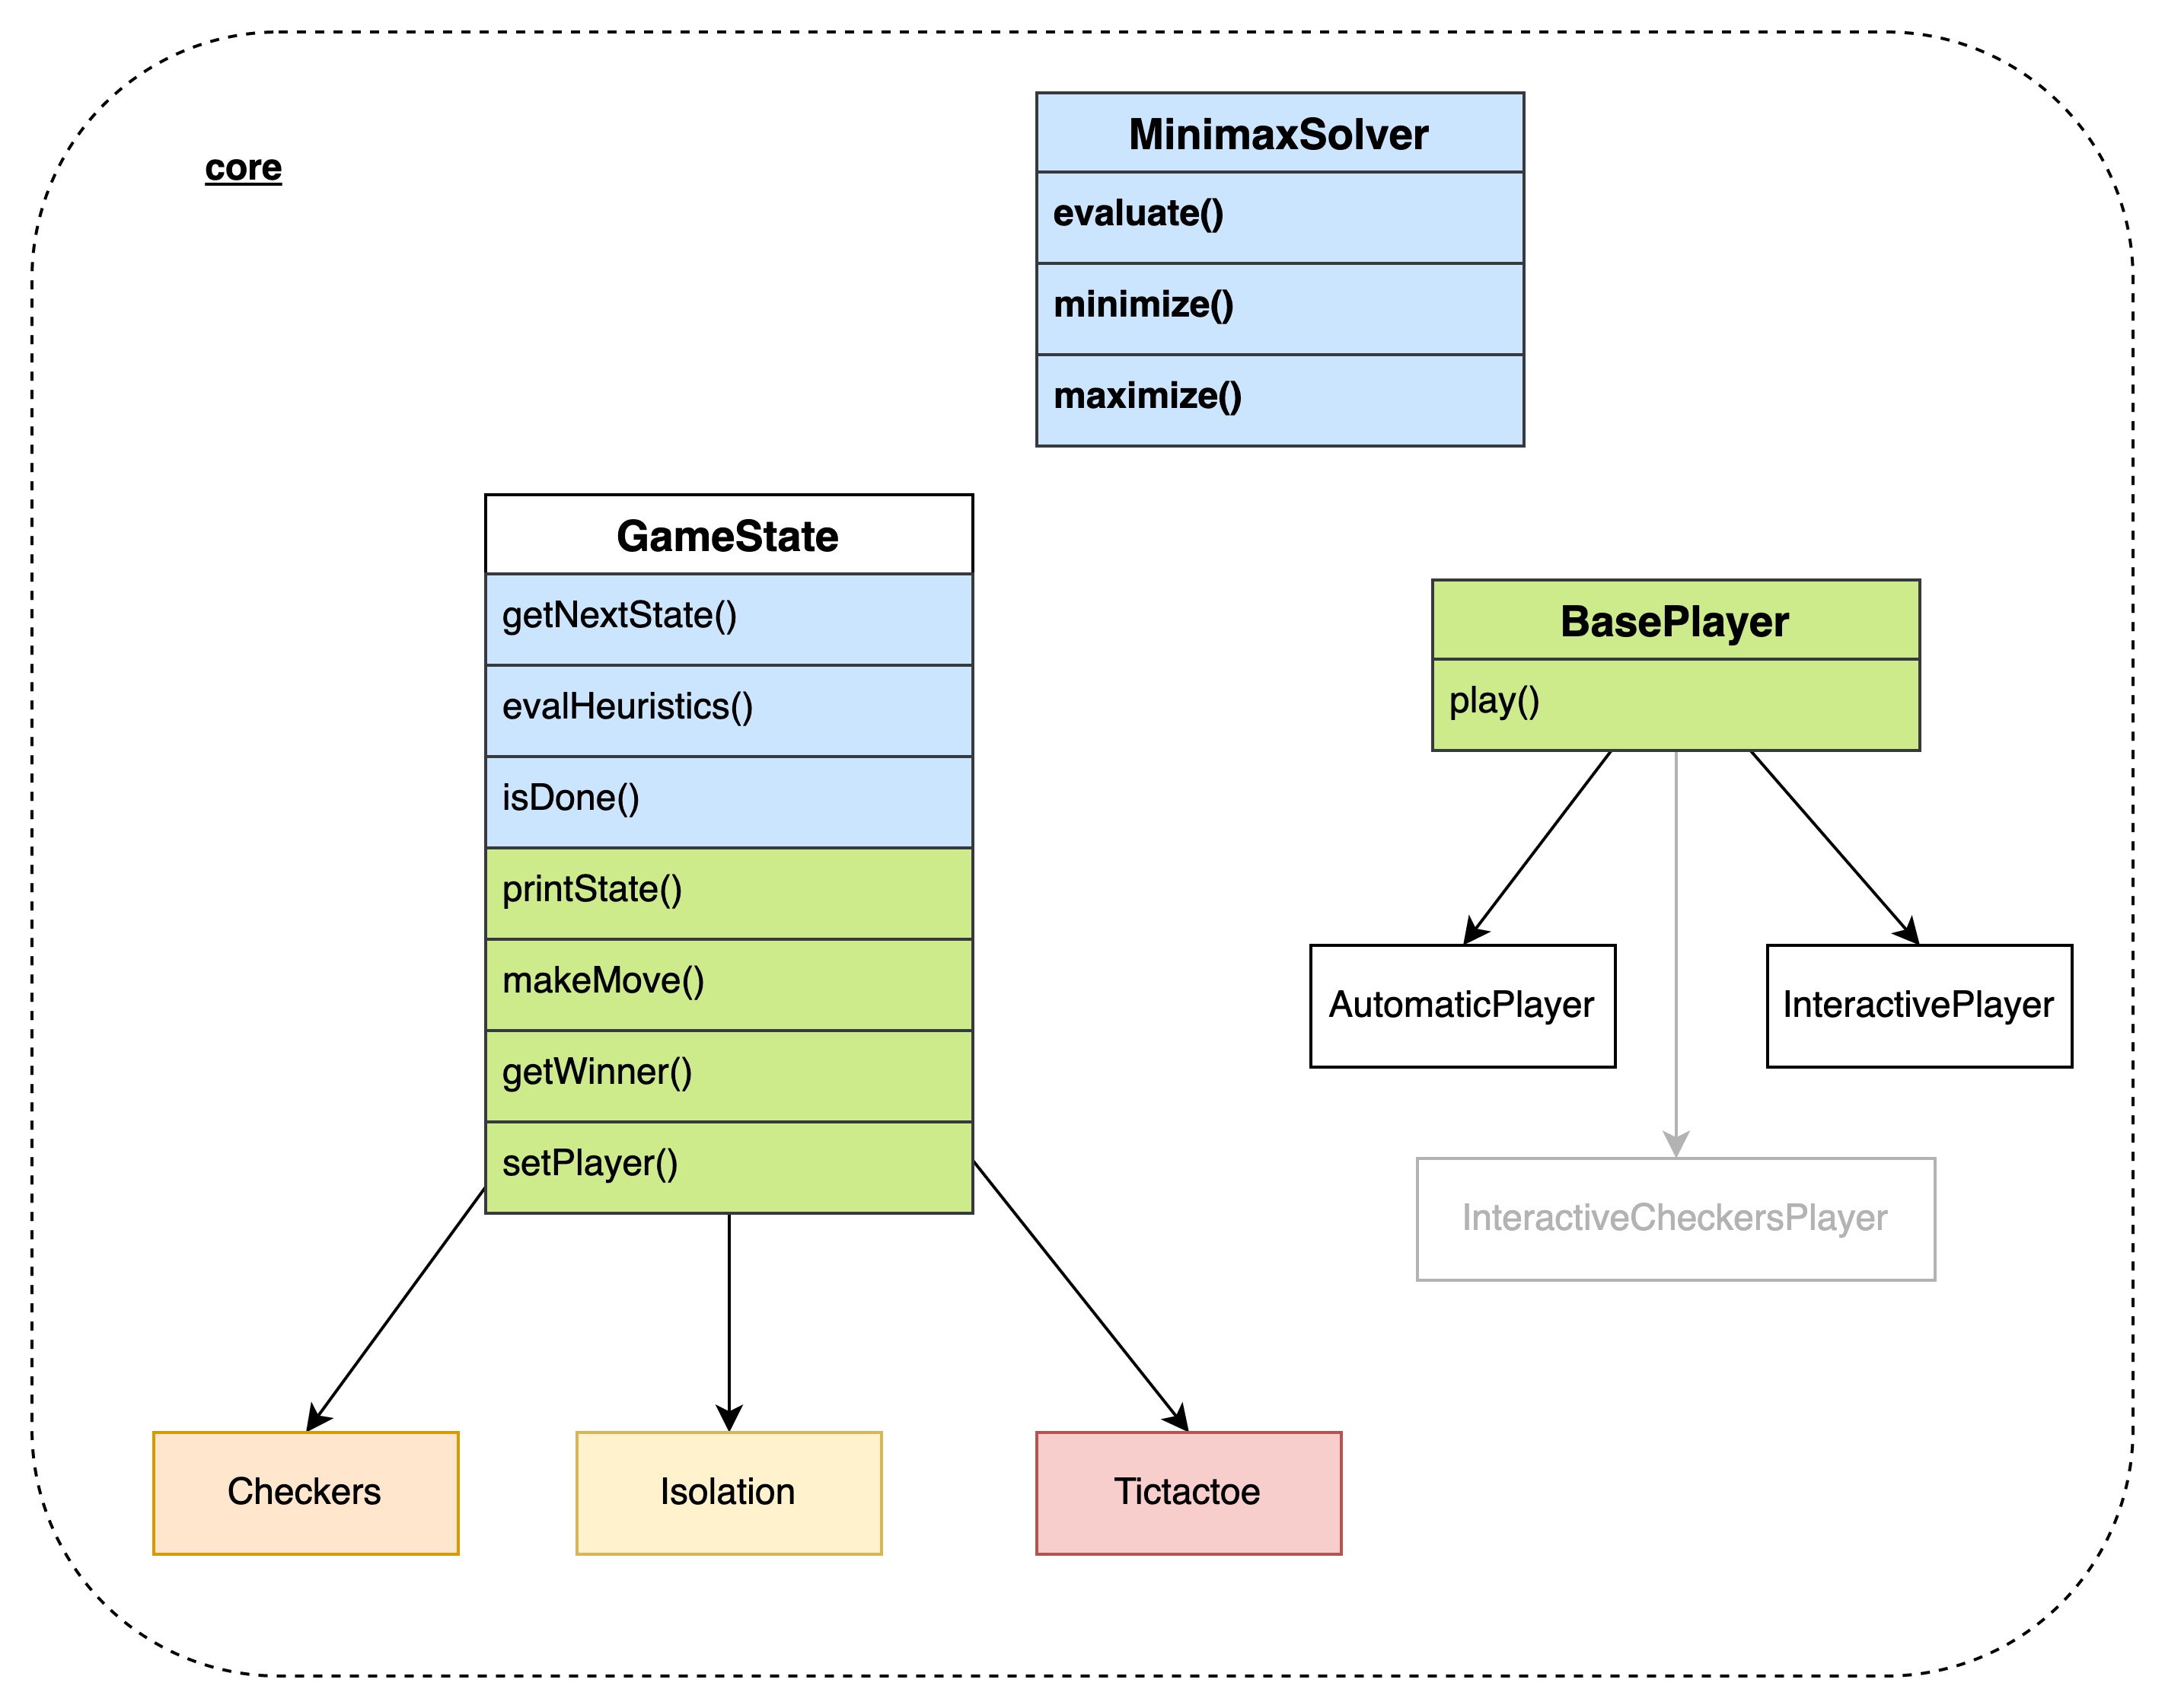 core
MinimaxSolver
evaluate()
minimize()
maximize()
GameState
getNextState()
evalHeuristics()
isDone()
printState()
makeMove()
getWinner()
setPlayer()
BasePlayer
play()
AutomaticPlayer
InteractivePlayer
InteractiveCheckersPlayer
Checkers
Isolation
Tictactoe